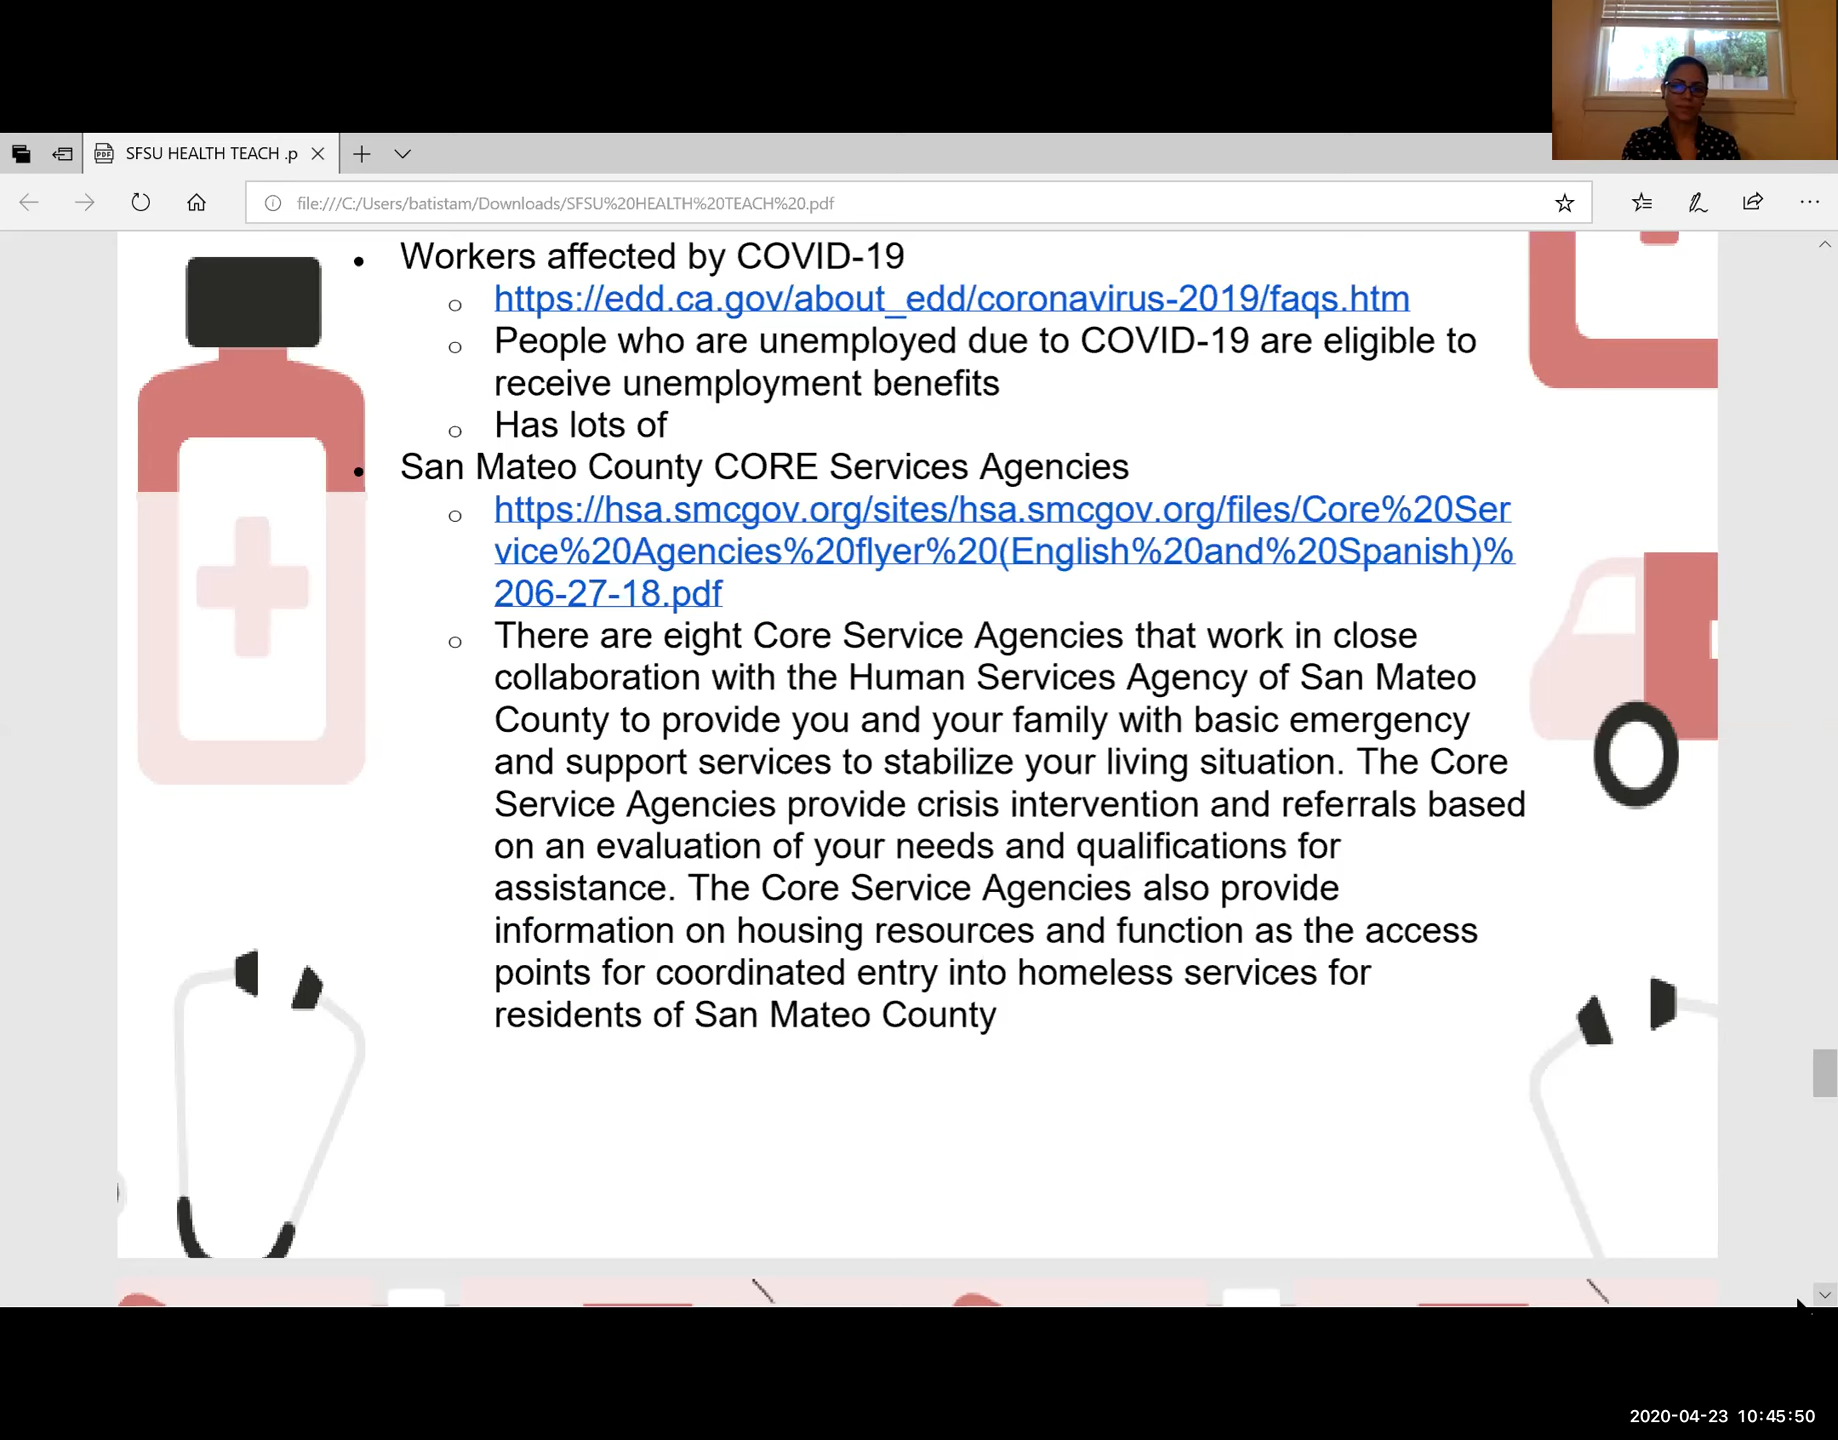 SFSU HEALTH TEACH .p
PDF
file:///C:/Users/batistam/Downloads/SFSU%20HEALTH%20TEACH%20.pdf
• Workers affected by COVID-19
o https://edd.ca.gov/about_edd/coronavirus-2019/faqs.htm
o People who are unemployed due to COVID-19 are eligible to
receive unemployment benefits
o Has lots of
• San Mateo County CORE Services Agencies
o https://hsa.smcgov.org/sites/hsa.smcgov.org/files/Core%20Ser
vice%20Agencies%20flyer%20(English%20and%20Spanish)%
206-27-18.pdf
o There are eight Core Service Agencies that work in close
collaboration with the Human Services Agency of San Mateo
County to provide you and your family with basic emergency
and support services to stabilize your living situation. The Core
Service Agencies provide crisis intervention and referrals based
on an evaluation of your needs and qualifications for
assistance. The Core Service Agencies also provide
information on housing resources and function as the access
points for coordinated entry into homeless services for
residents of San Mateo County
2020-04-23 10:45:50